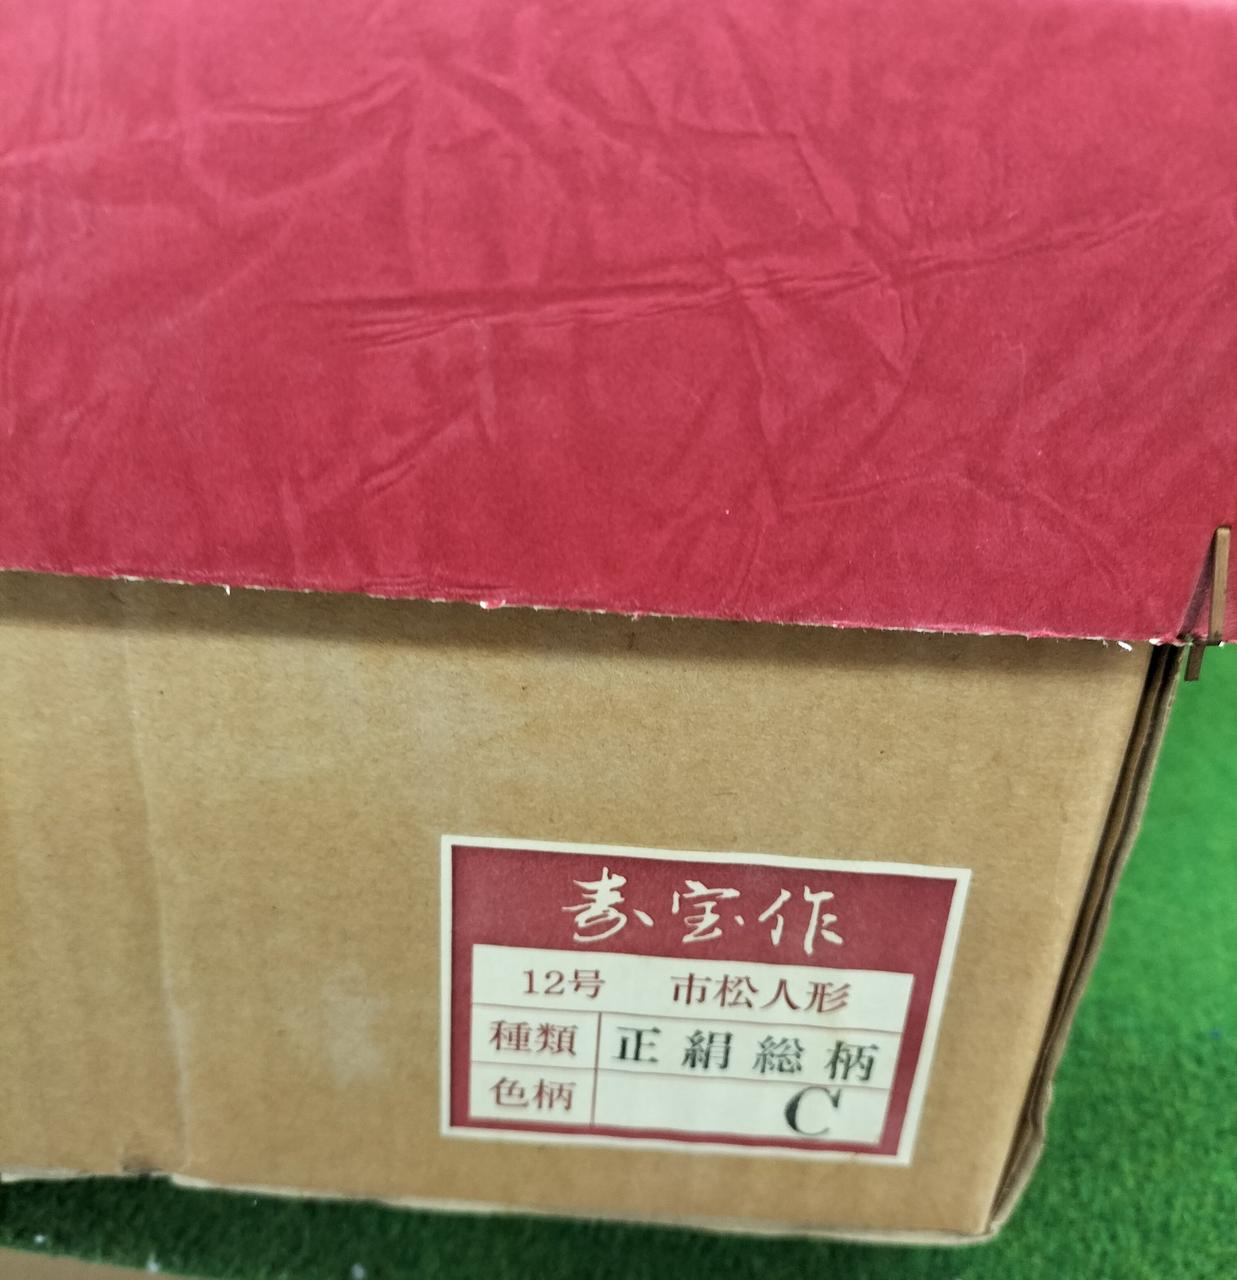 寿宝作
12号 市松人形
種類 正絹総柄
色柄 C